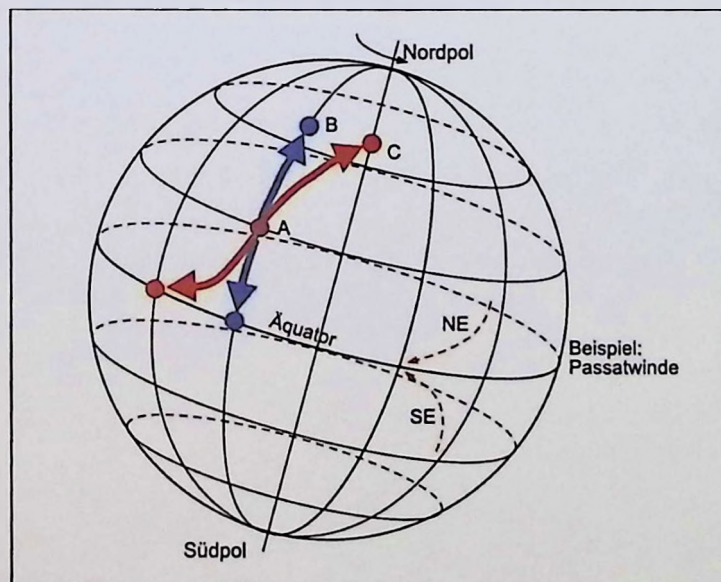 Nordpol
B
C
A
Äquator
NE
Beispiel:
Passatwinde
SE
Südpol